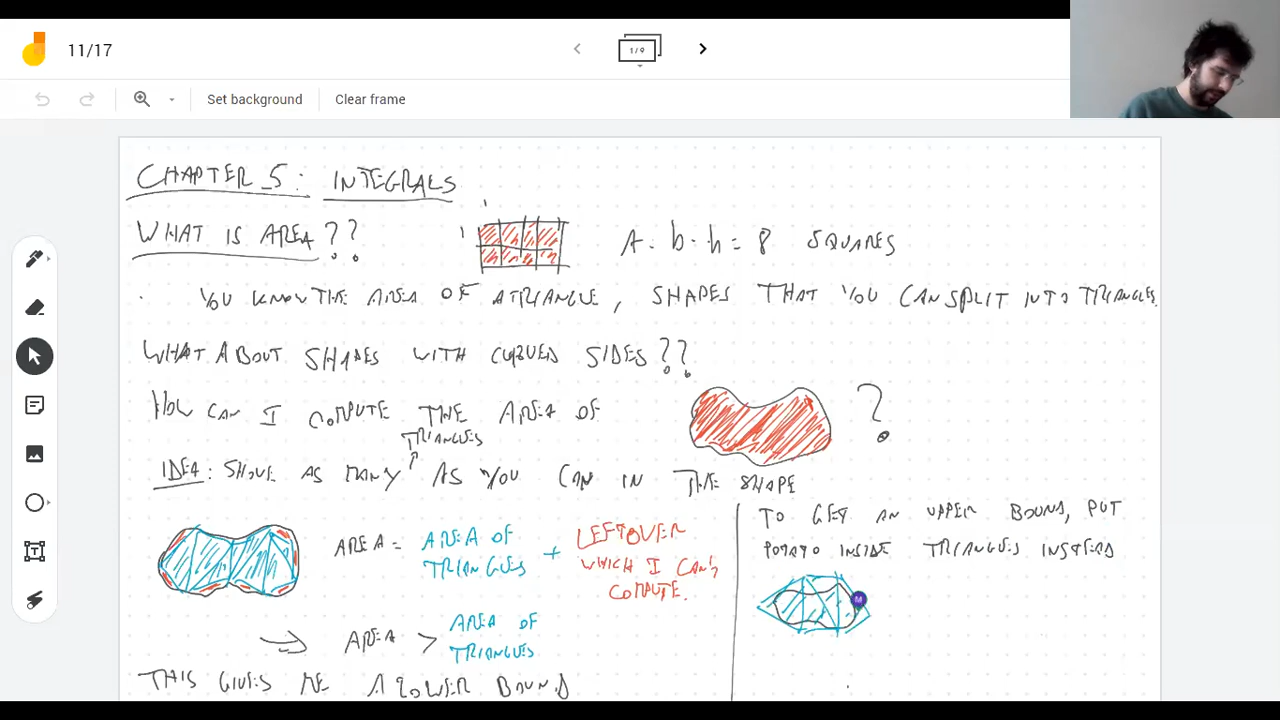 11/17
1/9
Set background
Clear frame
CHAPTER 5: INTEGRALS
WHAT IS AREA??
1
1
A = b · h = 8 SQUARES
YOU KNOW THE AREA OF A TRIANGLE, SHAPES THAT YOU CAN SPLIT INTO TRIANGLES.
WHAT ABOUT SHAPES WITH CURVED SIDES??
HOW CAN I COMPUTE THE AREA OF ?
TRIANGLES
IDEA: SHOVE AS MANY AS YOU CAN IN THE SHAPE
AREA = AREA OF TRIANGLES + LEFTOVER WHICH I CAN'T COMPUTE.
⇒ AREA > AREA OF TRIANGLES
THIS GIVES ME A LOWER BOUND
TO GET AN UPPER BOUND, PUT
POTATO INSIDE TRIANGLES INSTEAD
M